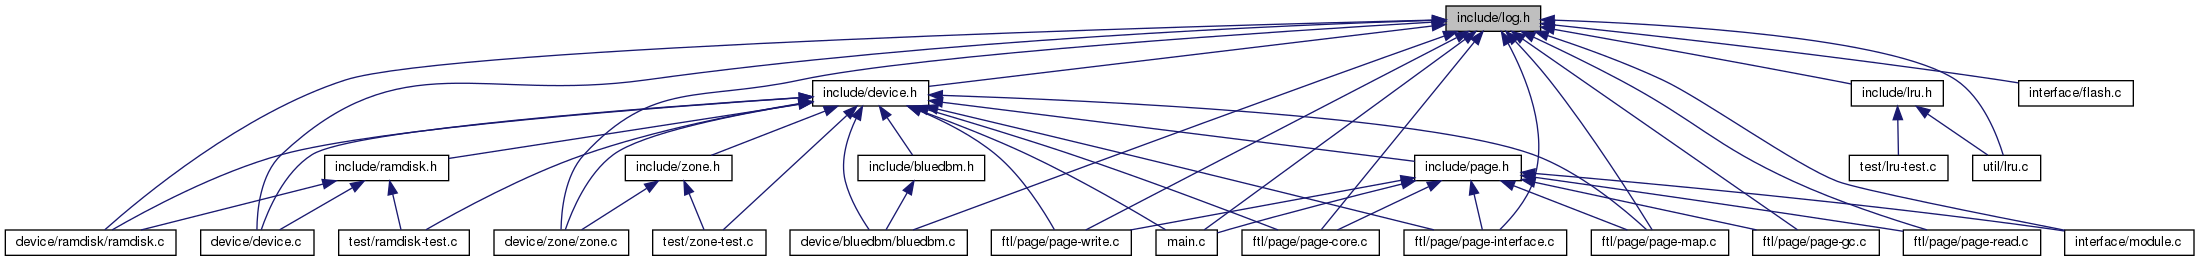 include/log.h
include/device.h
include/lru.h
interface/flash.c
include/ramdisk.h
include/zone.h
include/bluedbm.h
include/page.h
test/lru-test.c
util/lru.c
device/ramdisk/ramdisk.c
device/device.c
test/ramdisk-test.c
device/zone/zone.c
test/zone-test.c
device/bluedbm/bluedbm.c
ftl/page/page-write.c
main.c
ftl/page/page-core.c
ftl/page/page-interface.c
ftl/page/page-map.c
ftl/page/page-gc.c
ftl/page/page-read.c
interface/module.c